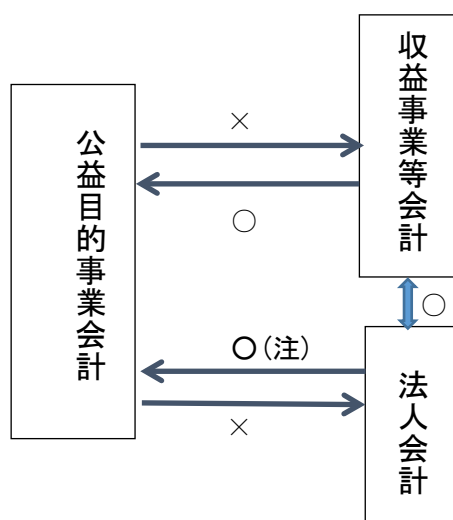 公益目的事業会計
×
○
収益事業等会計
○
○(注)
×
法人会計